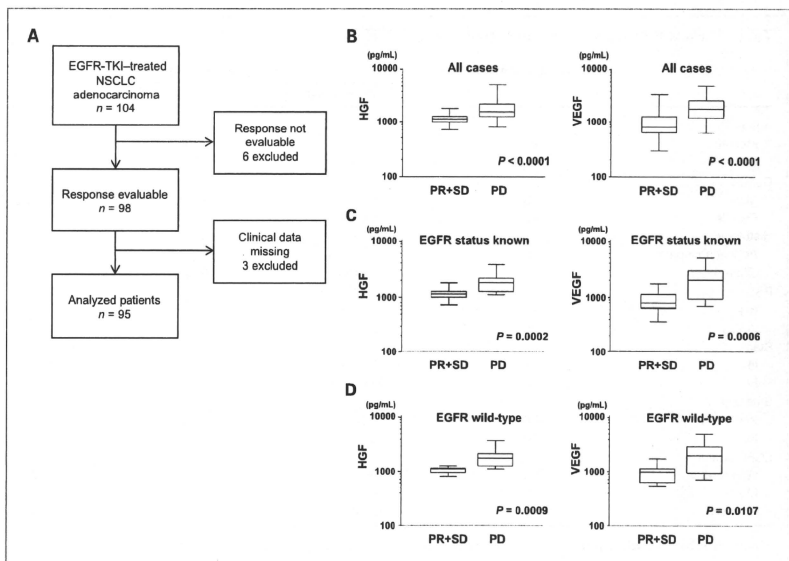 A
EGFR-TKI–treated
NSCLC
adenocarcinoma
n = 104
Response not
evaluable
6 excluded
Response evaluable
n = 98
Clinical data
missing
3 excluded
Analyzed patients
n = 95
B
(pg/mL)
All cases
10000
1000
100
HGF
P < 0.0001
PR+SD PD
(pg/mL)
All cases
10000
1000
100
VEGF
P < 0.0001
PR+SD PD
C
(pg/mL)
EGFR status known
10000
1000
100
HGF
P = 0.0002
PR+SD PD
(pg/mL)
EGFR status known
10000
1000
100
VEGF
P = 0.0006
PR+SD PD
D
(pg/mL)
EGFR wild-type
10000
1000
100
HGF
P = 0.0009
PR+SD PD
(pg/mL)
EGFR wild-type
10000
1000
100
VEGF
P = 0.0107
PR+SD PD